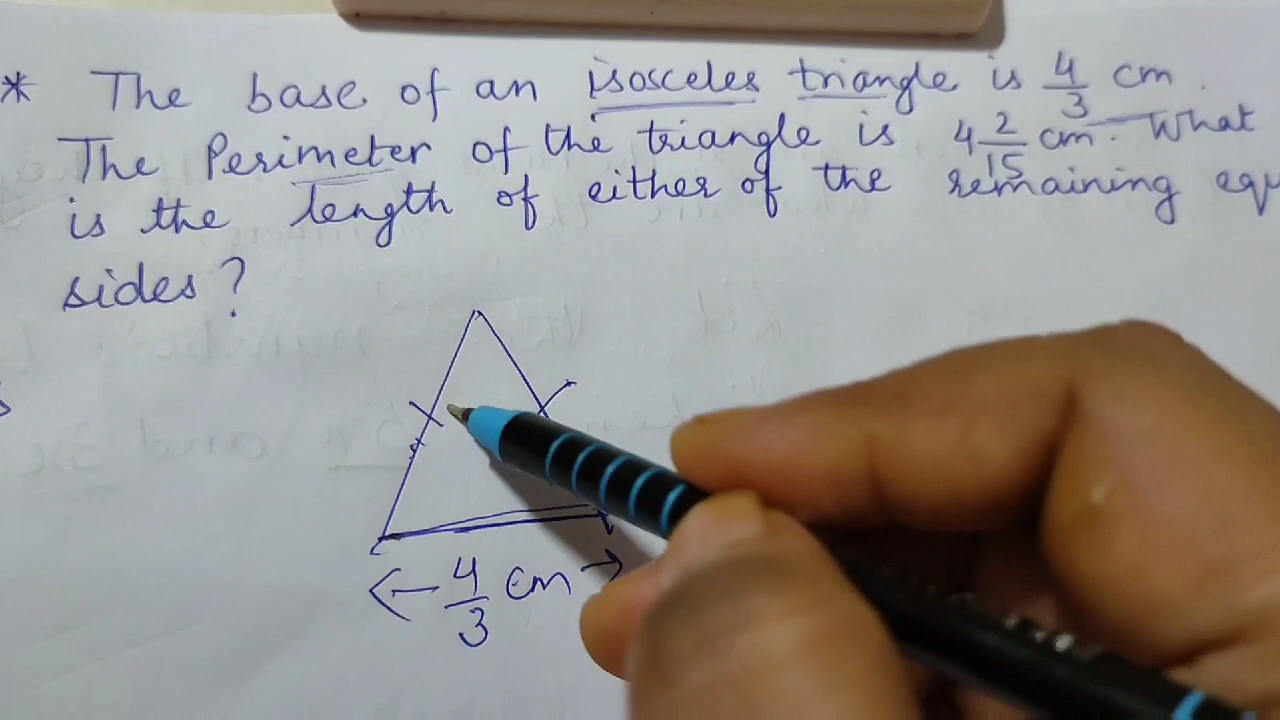 * The base of an isosceles triangle is 4/3 cm.
The Perimeter of the triangle is 4 2/15 cm. What
is the length of either of the remaining equ
sides?
← 4/3 cm →